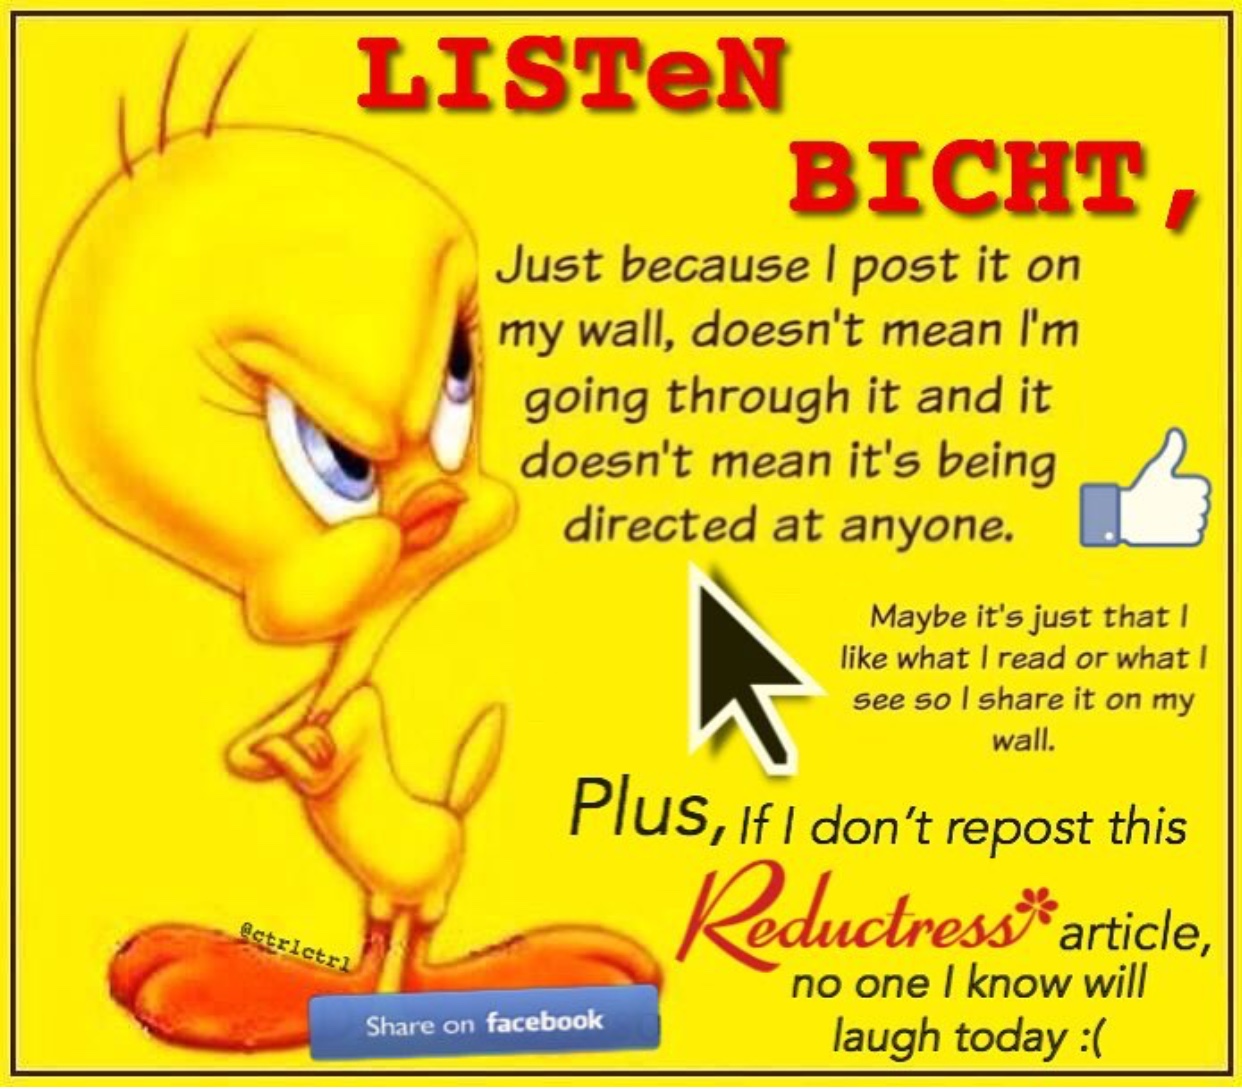 LISTeN
BICHT,
Just because I post it on
my wall, doesn't mean I'm
going through it and it
doesn't mean it's being
directed at anyone.
Maybe it's just that I
like what I read or what I
see so I share it on my
wall.
Plus, If I don't repost this
Reductress* article,
no one I know will
laugh today :(
@ctrlctrl
Share on facebook